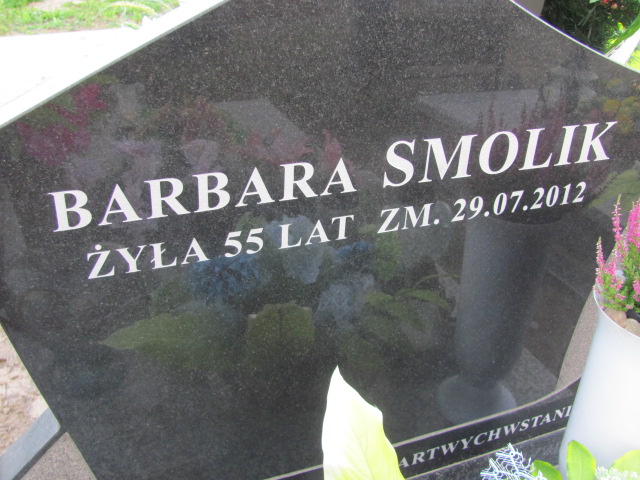 BARBARA SMOLIK
ŻYŁA 55 LAT ZM. 29.07.2012